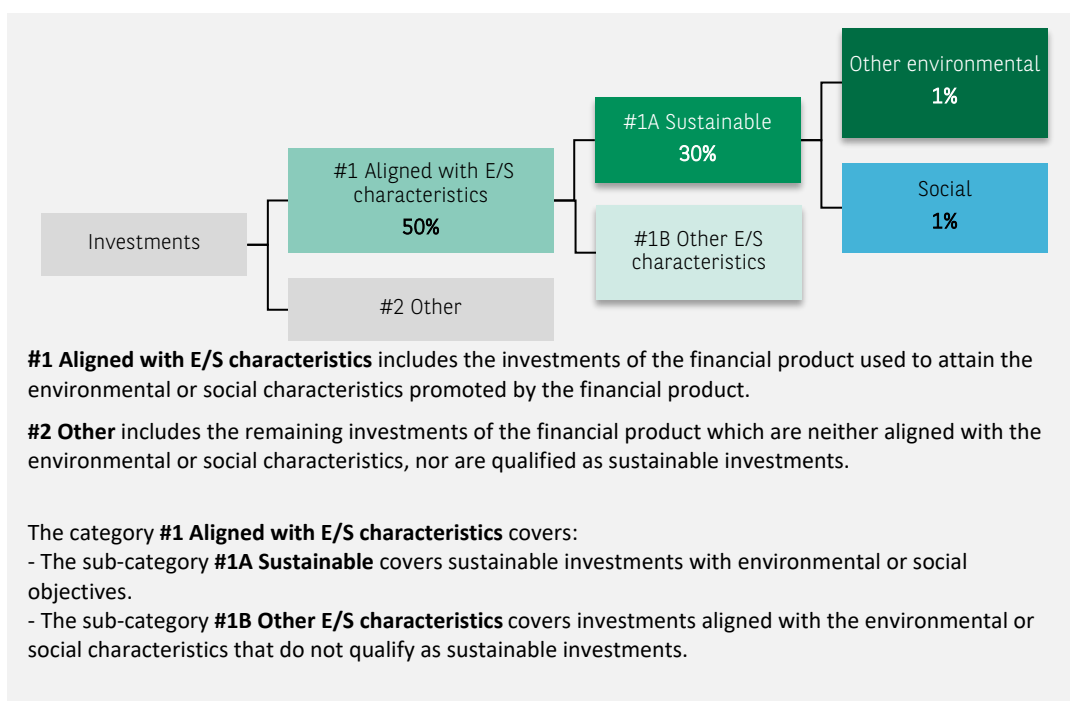 Other environmental
1%
#1A Sustainable
30%
#1 Aligned with E/S
characteristics
50%
Social
1%
Investments
#1B Other E/S
characteristics
#2 Other
#1 Aligned with E/S characteristics includes the investments of the financial product used to attain the
environmental or social characteristics promoted by the financial product.
#2 Other includes the remaining investments of the financial product which are neither aligned with the
environmental or social characteristics, nor are qualified as sustainable investments.
The category #1 Aligned with E/S characteristics covers:
- The sub-category #1A Sustainable covers sustainable investments with environmental or social
objectives.
- The sub-category #1B Other E/S characteristics covers investments aligned with the environmental or
social characteristics that do not qualify as sustainable investments.